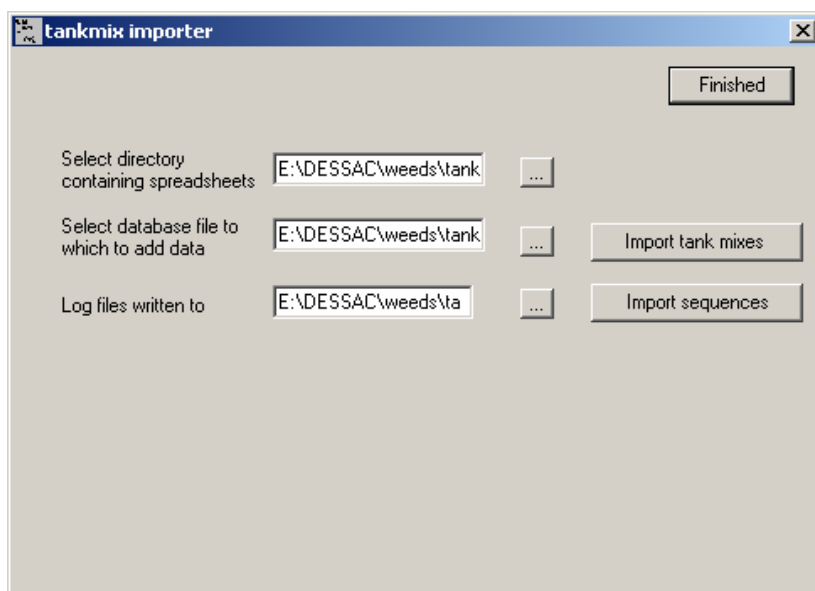 tankmix importer
Finished
Select directory
containing spreadsheets
E:\DESSAC\weeds\tank
...
Select database file to
which to add data
E:\DESSAC\weeds\tank
...
Import tank mixes
Log files written to
E:\DESSAC\weeds\ta
...
Import sequences